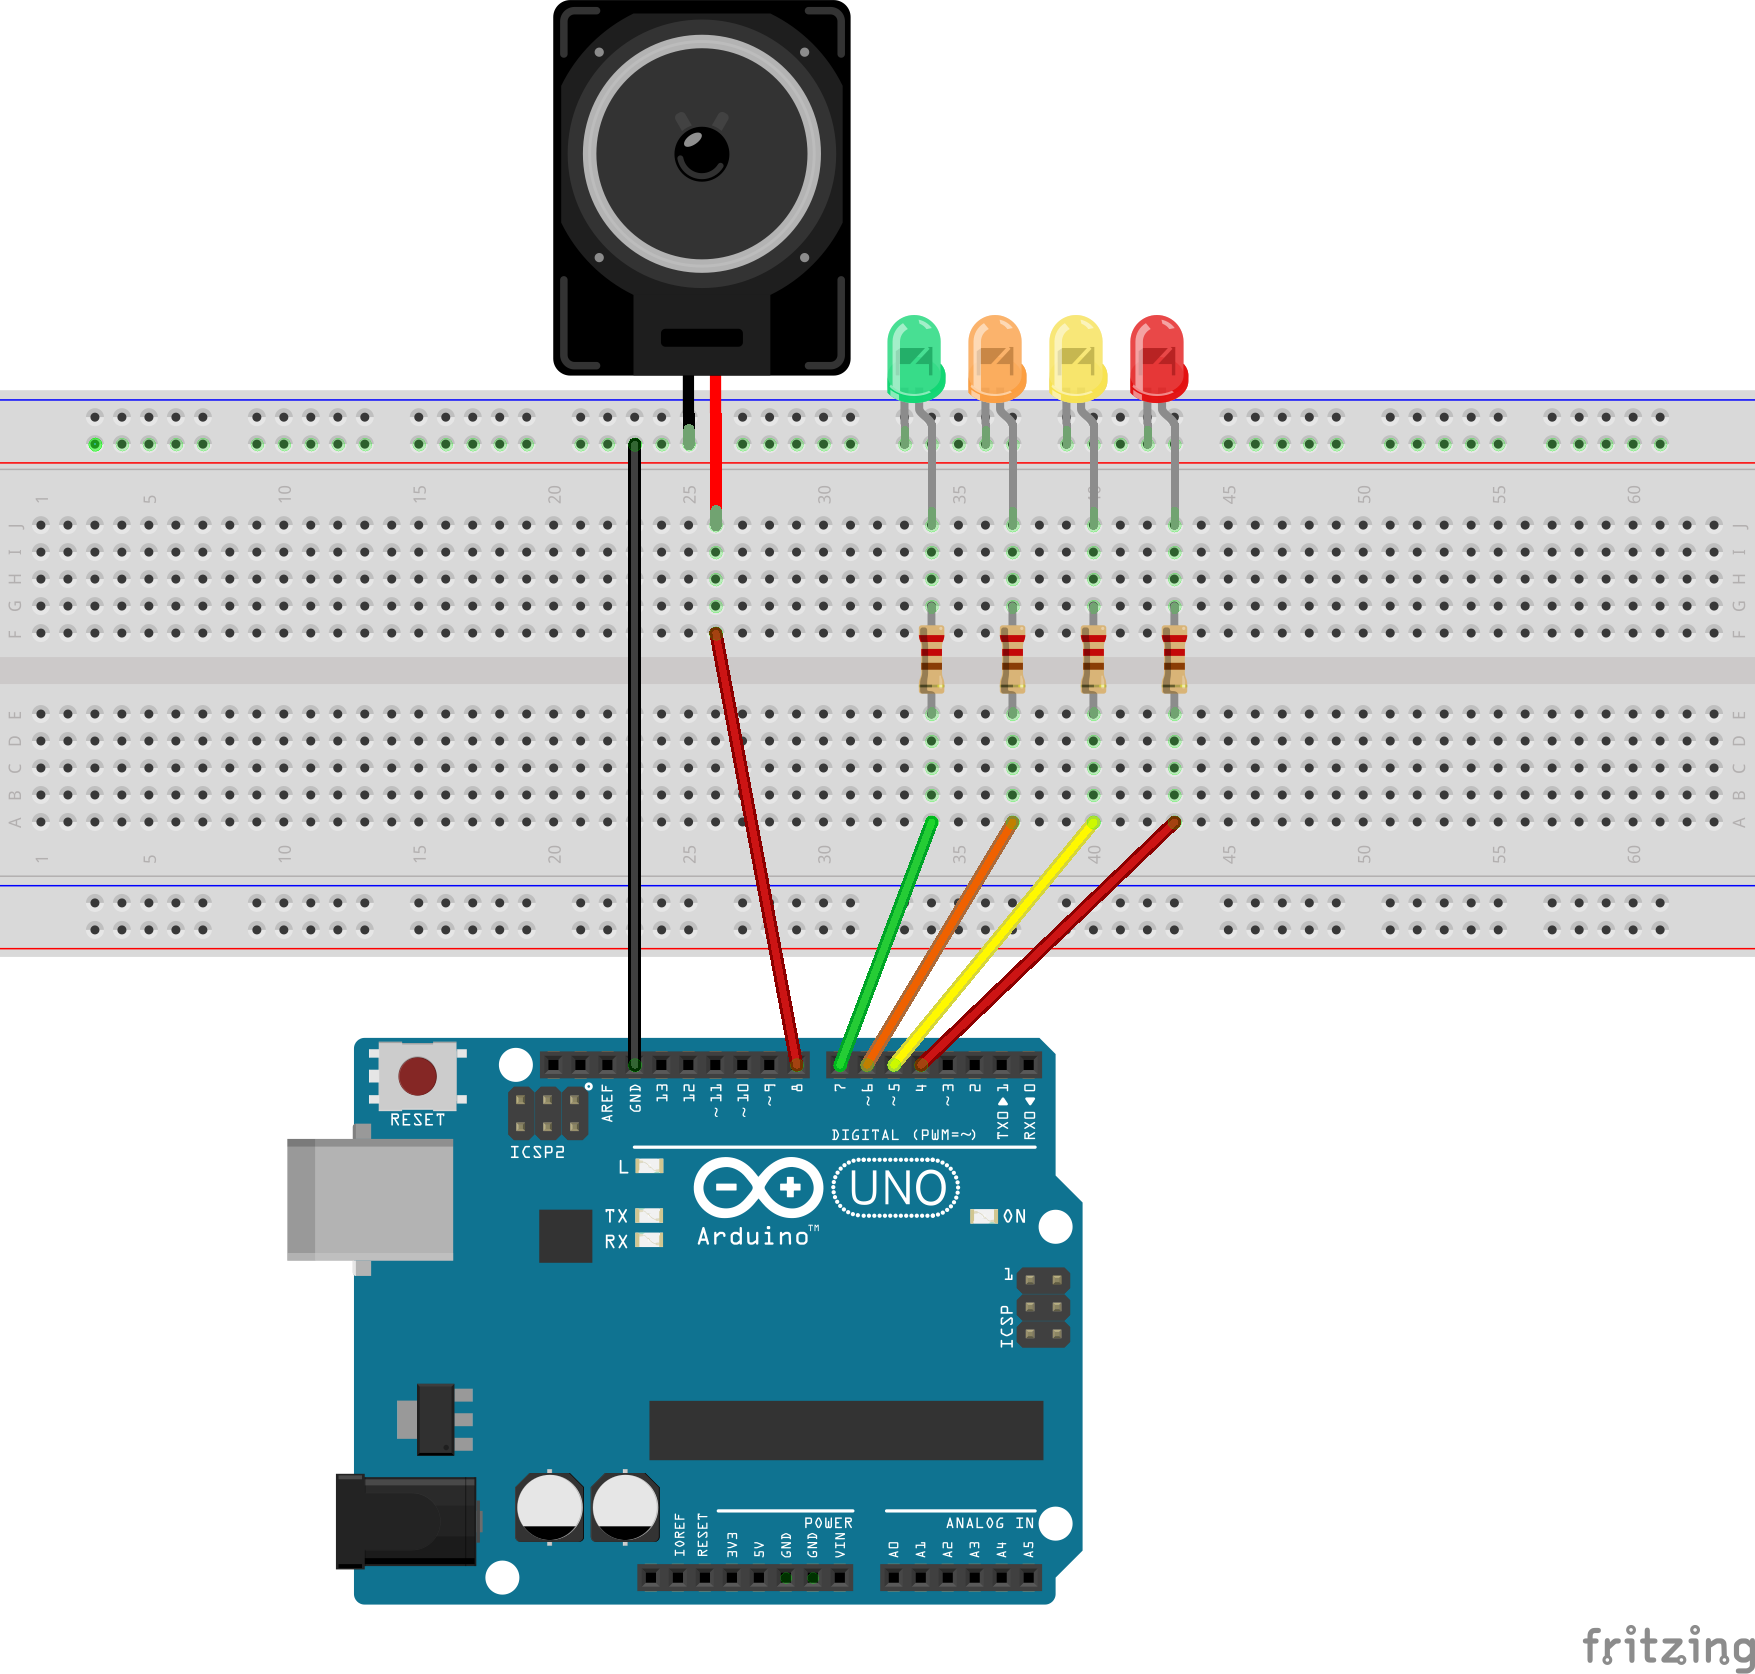 1 5 10 15 20 25 30 35 40 45 50 55 60
J J
I I
H H
G G
F F
E E
D D
C C
B B
A A
1 5 10 15 20 25 30 35 40 45 50 55 60
RESET
ICSP2
AREF
GND
13
12
~11
~10
~9
8
7
~6
~5
4
~3
2
TX0▶1
RX0◀0
DIGITAL (PWM=~)
L
TX
RX
Arduino™
UNO
ON
1
ICSP
POWER
ANALOG IN
IOREF
RESET
3V3
5V
GND
GND
VIN
A0
A1
A2
A3
A4
A5
fritzing